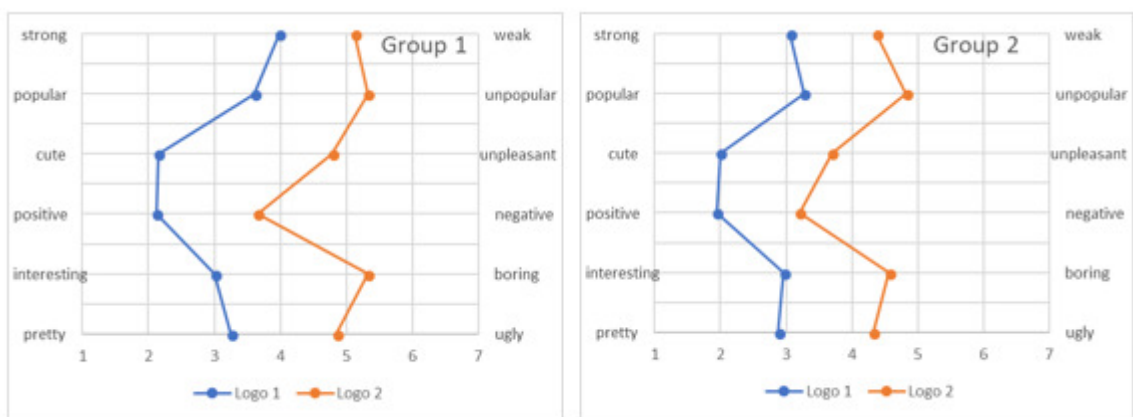 Group 1
strong weak
popular unpopular
cute unpleasant
positive negative
interesting boring
pretty ugly
1 2 3 4 5 6 7
Logo 1 Logo 2
Group 2
strong weak
popular unpopular
cute unpleasant
positive negative
interesting boring
pretty ugly
1 2 3 4 5 6 7
Logo 1 Logo 2